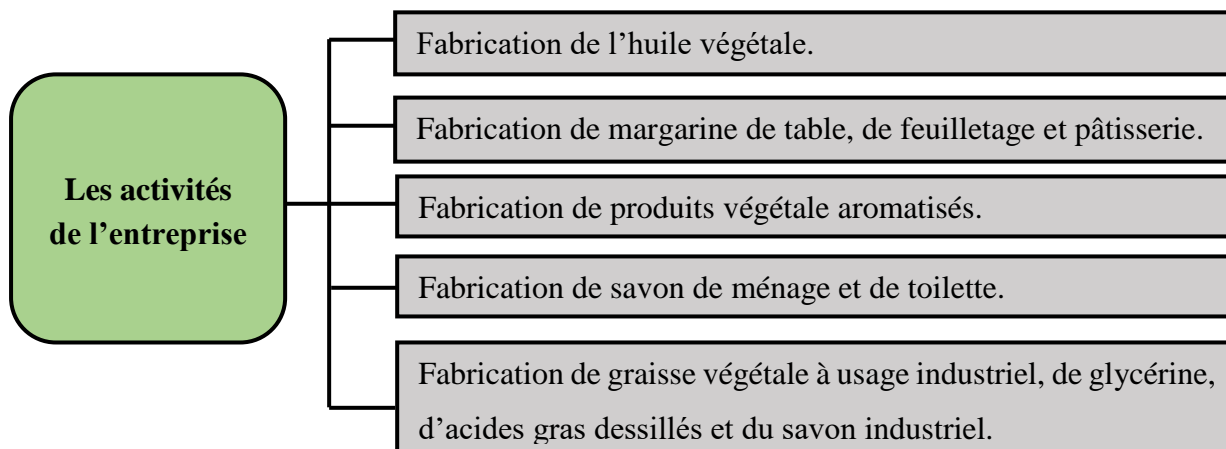 Fabrication de l’huile végétale.
Fabrication de margarine de table, de feuilletage et pâtisserie.
Les activités
de l’entreprise
Fabrication de produits végétale aromatisés.
Fabrication de savon de ménage et de toilette.
Fabrication de graisse végétale à usage industriel, de glycérine,
d’acides gras dessillés et du savon industriel.